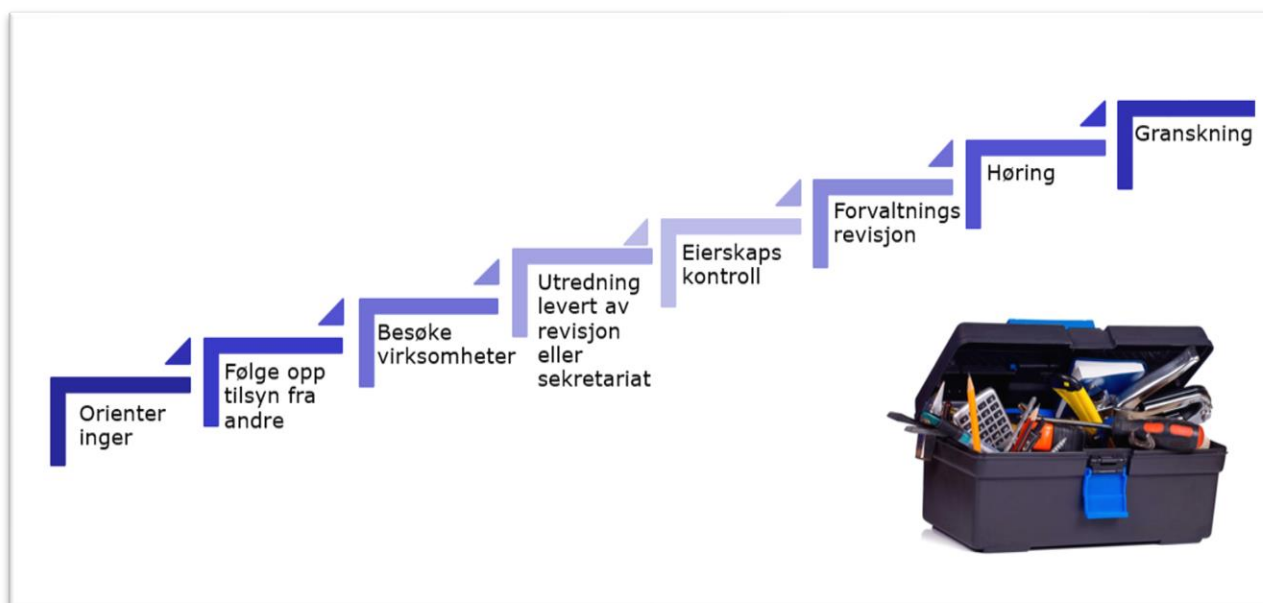 Orienter
inger
Følge opp
tilsyn fra
andre
Besøke
virksomheter
Utredning
levert av
revisjon
eller
sekretariat
Eierskaps
kontroll
Forvaltnings
revisjon
Høring
Granskning